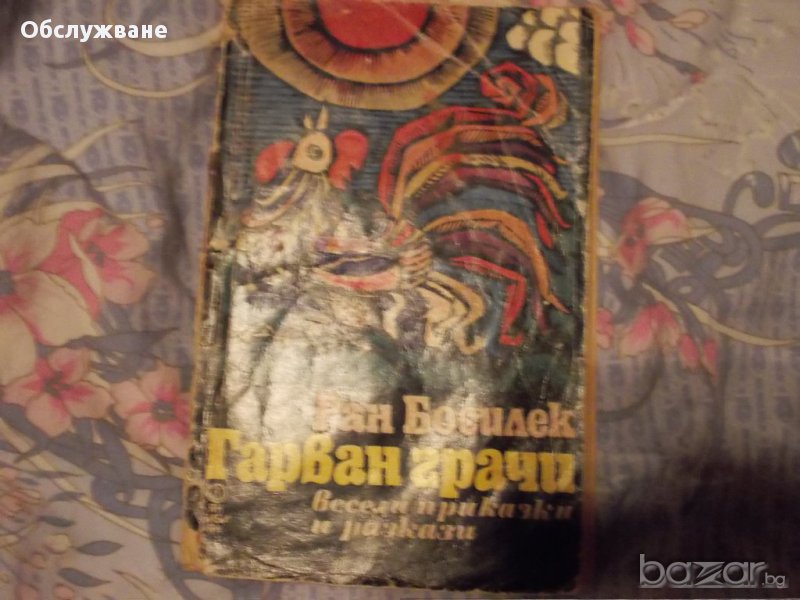 Обслужване
Ран Босилек
Гарван грачи
весели приказки
и разкази
bazar.bg